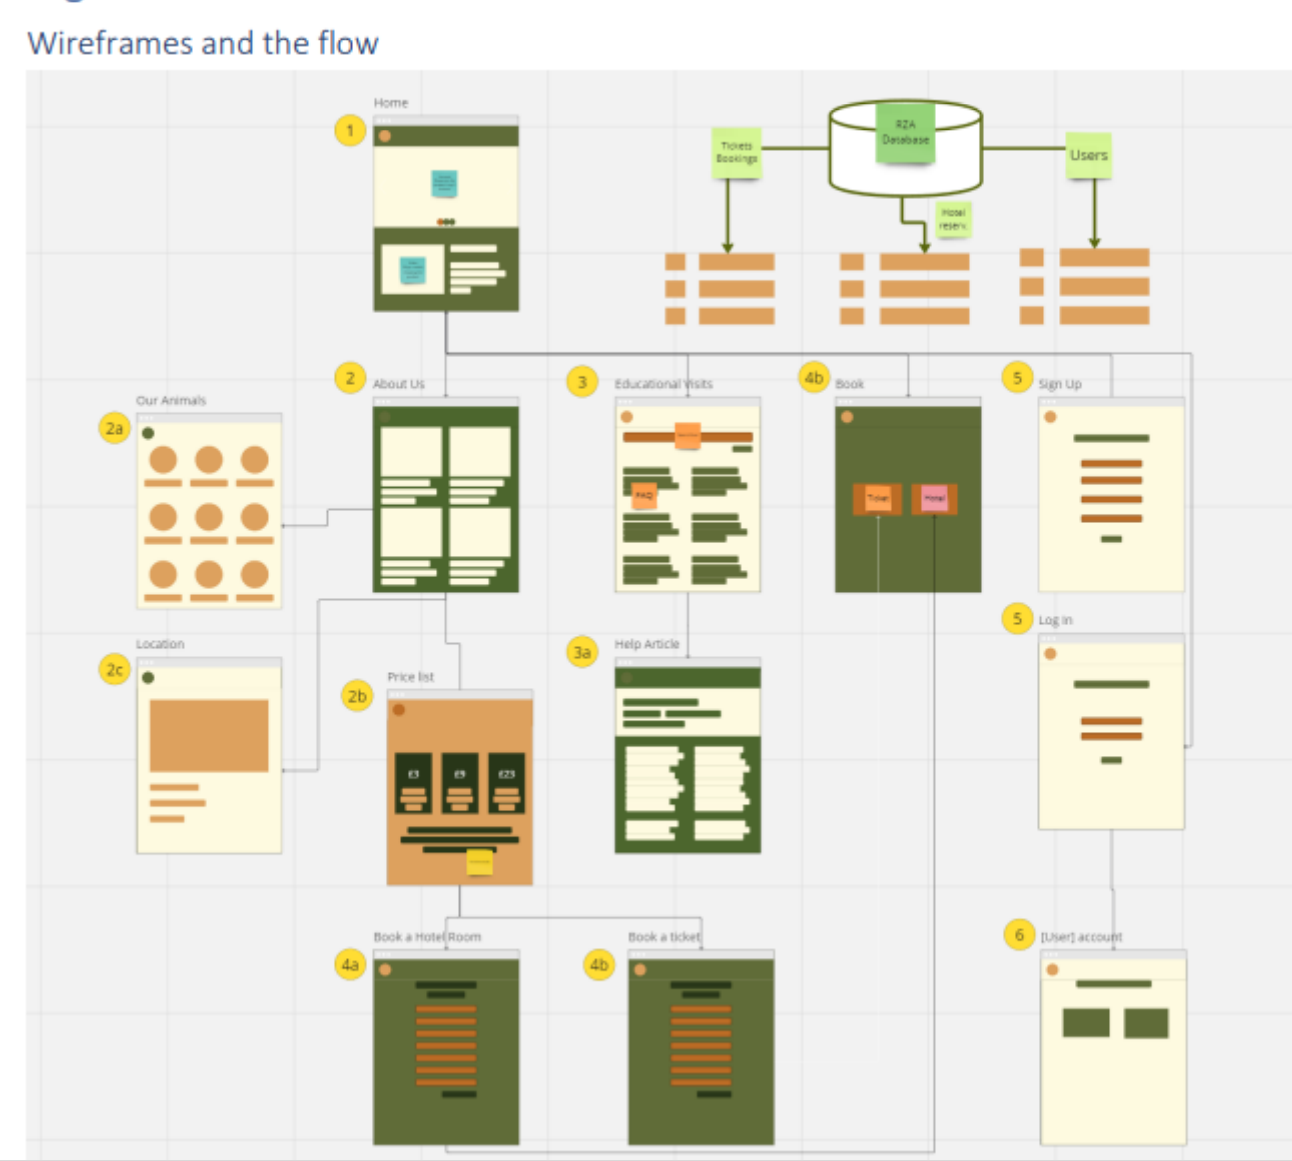 Wireframes and the flow
Home
1
Tickets
Bookings
RZA
Database
Users
Hotel
reserv.
2
About Us
3
Educational Visits
4b
Book
5
Sign Up
Our Animals
2a
FAQ
Ticket
Hotel
5
Log In
Location
2c
Price list
2b
£3
£9
£23
3a
Help Article
Book a Hotel Room
4a
Book a ticket
4b
6
[User] account